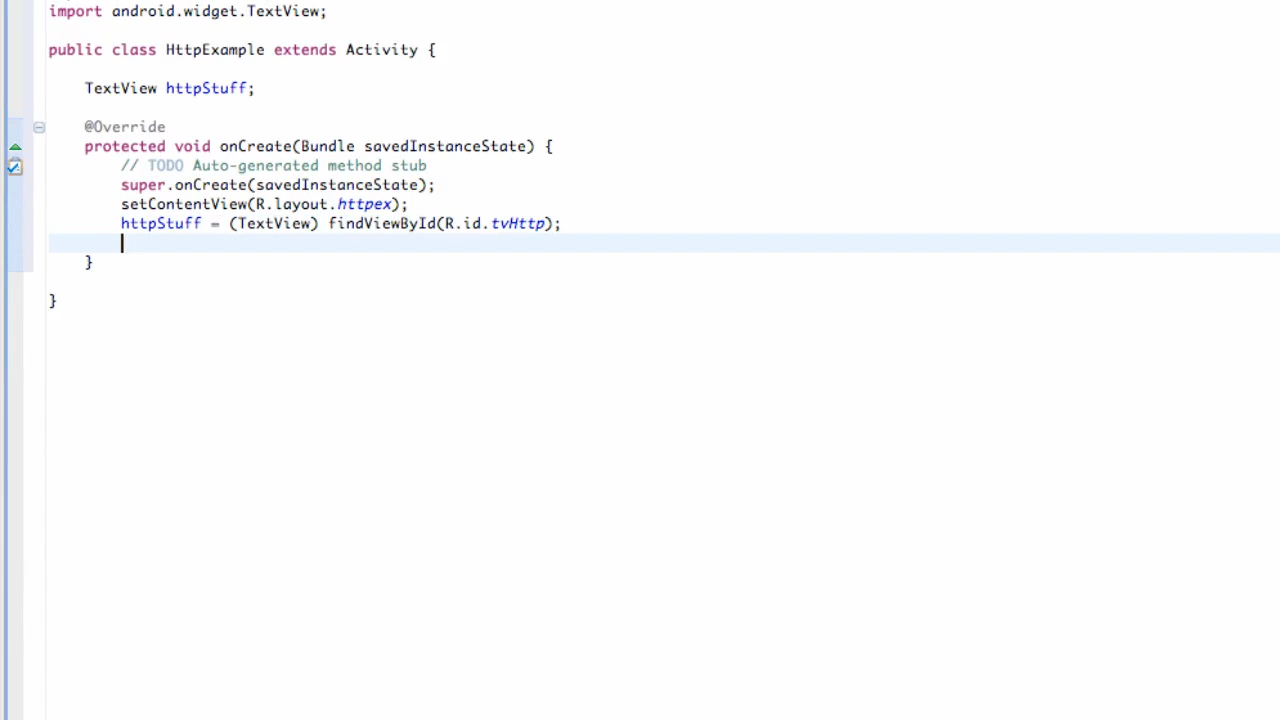 import android.widget.TextView;
public class HttpExample extends Activity {
TextView httpStuff;
@Override
protected void onCreate(Bundle savedInstanceState) {
// TODO Auto-generated method stub
super.onCreate(savedInstanceState);
setContentView(R.layout.httpex);
httpStuff = (TextView) findViewById(R.id.tvHttp);
}
}